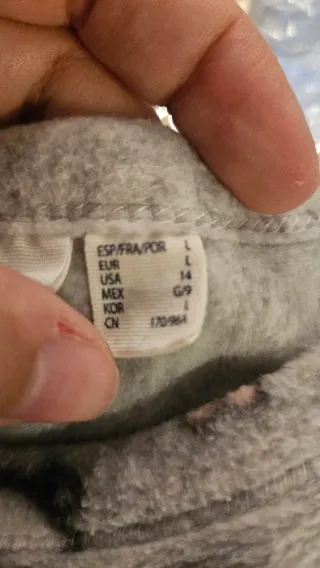 ESP/FRA/POR L
EUR L
USA 14
MEX G/9
KOR L
CN 170/96A